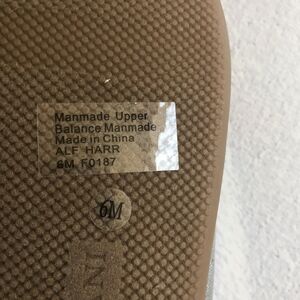 Manmade Upper
Balance Manmade
Made in China
ALF HARR
6M F0187
6M